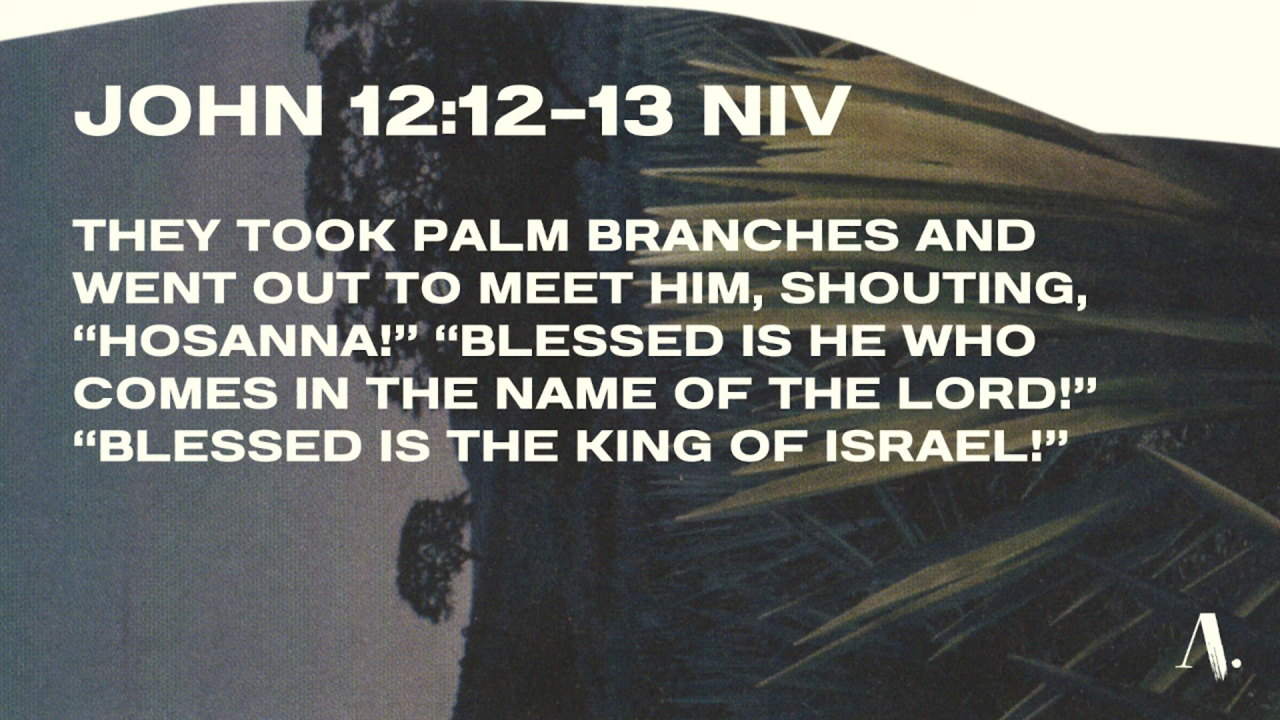 JOHN 12:12–13 NIV
THEY TOOK PALM BRANCHES AND
WENT OUT TO MEET HIM, SHOUTING,
“HOSANNA!” “BLESSED IS HE WHO
COMES IN THE NAME OF THE LORD!”
“BLESSED IS THE KING OF ISRAEL!”
A.